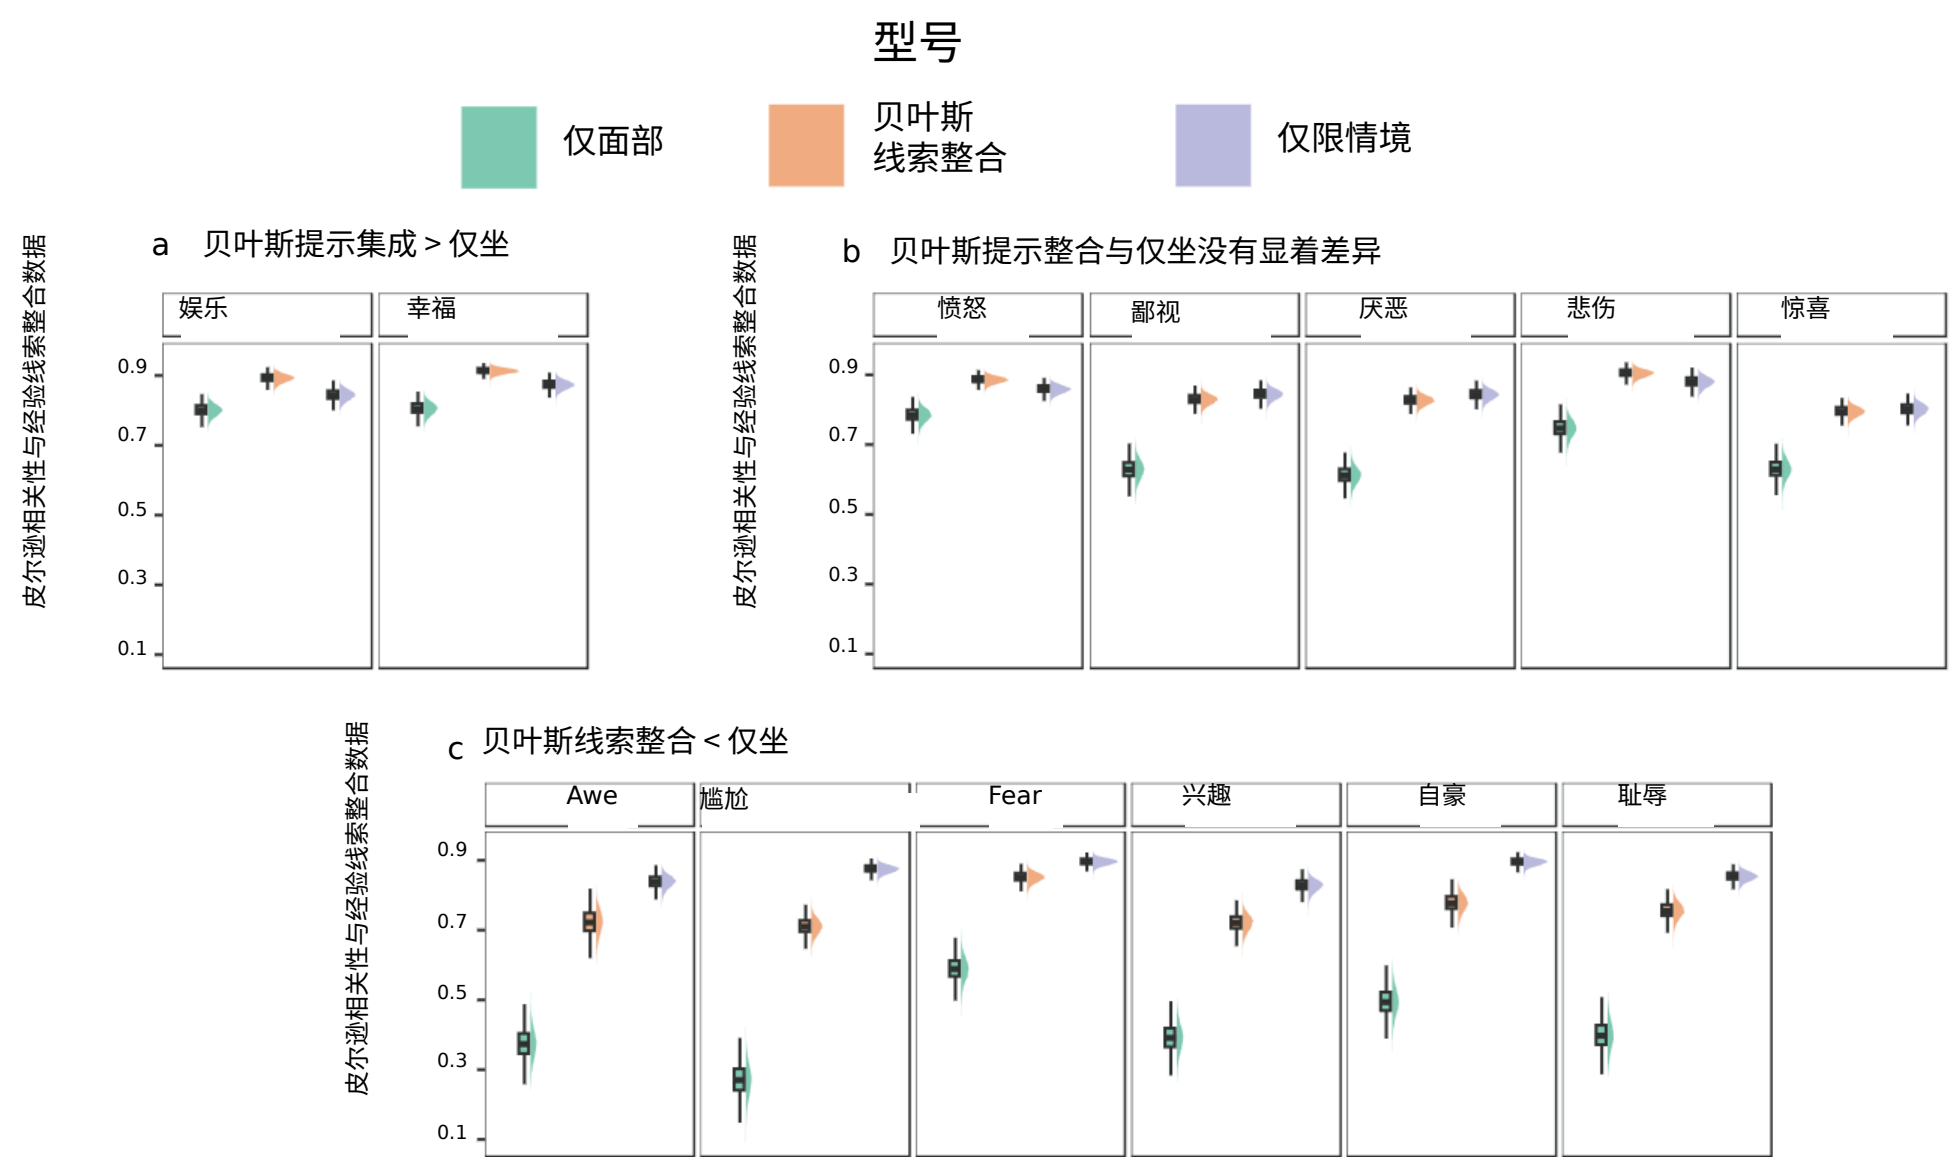 型号
仅面部
贝叶斯
线索整合
仅限情境
a 贝叶斯提示集成 > 仅坐
皮尔逊相关性与经验线索整合数据
娱乐
幸福
0.9
0.7
0.5
0.3
0.1
b 贝叶斯提示整合与仅坐没有显着差异
皮尔逊相关性与经验线索整合数据
愤怒
鄙视
厌恶
悲伤
惊喜
0.9
0.7
0.5
0.3
0.1
c 贝叶斯线索整合 < 仅坐
皮尔逊相关性与经验线索整合数据
Awe
尴尬
Fear
兴趣
自豪
耻辱
0.9
0.7
0.5
0.3
0.1